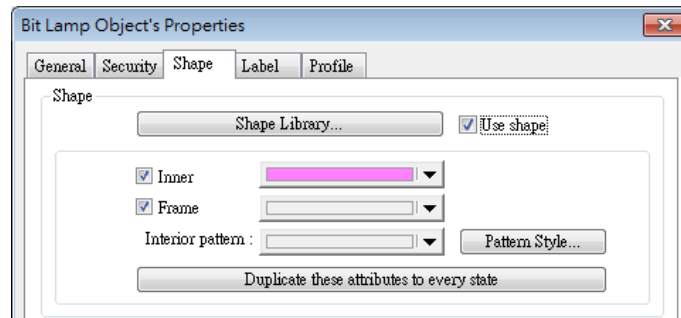 Bit Lamp Object's Properties
General Security Shape Label Profile
Shape
Shape Library... Use shape
Inner
Frame
Interior pattern : Pattern Style...
Duplicate these attributes to every state